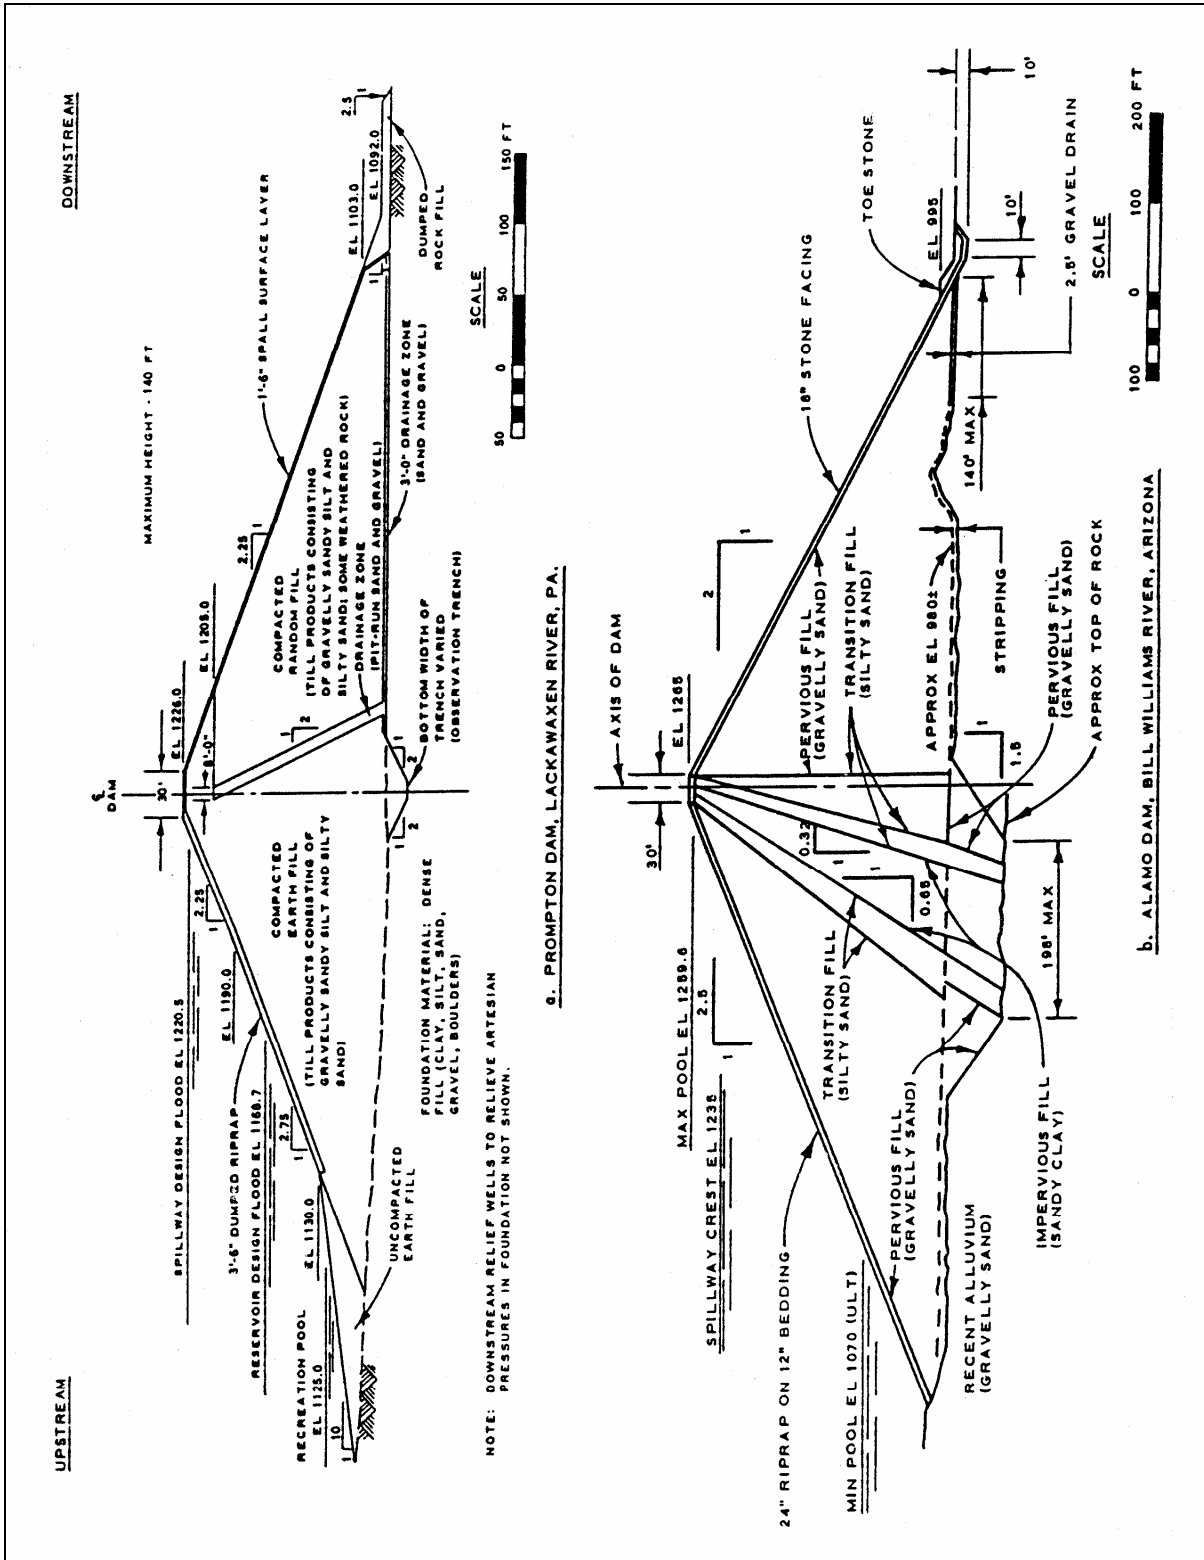 UPSTREAM
DOWNSTREAM
MAXIMUM HEIGHT - 140 FT
℄
DAM
30'
8'-0"
EL 1226.0
EL 1205.0
SPILLWAY DESIGN FLOOD EL 1220.5
EL 1190.0
3'-6" DUMPED RIPRAP
RESERVOIR DESIGN FLOOD EL 1168.7
EL 1130.0
RECREATION POOL
EL 1125.0
10
1
2.75
1
2.25
1
2.25
1
1'-6" SPALL SURFACE LAYER
EL 1103.0
EL 1092.0
2.5
1
1
1
COMPACTED
EARTH FILL
(TILL PRODUCTS CONSISTING OF
GRAVELLY SANDY SILT AND SILTY
SAND)
COMPACTED
RANDOM FILL
(TILL PRODUCTS CONSISTING
OF GRAVELLY SANDY SILT AND
SILTY SAND; SOME WEATHERED ROCK)
DRAINAGE ZONE
(PIT-RUN SAND AND GRAVEL)
2
1
1
2
1
2
3'-0" DRAINAGE ZONE
(SAND AND GRAVEL)
DUMPED
ROCK FILL
UNCOMPACTED
EARTH FILL
FOUNDATION MATERIAL: DENSE
FILL (CLAY, SILT, SAND,
GRAVEL, BOULDERS)
BOTTOM WIDTH OF
TRENCH VARIED
(OBSERVATION TRENCH)
SCALE
50 0 50 100 150 FT
NOTE: DOWNSTREAM RELIEF WELLS TO RELIEVE ARTESIAN
PRESSURES IN FOUNDATION NOT SHOWN.
a. PROMPTON DAM, LACKAWAXEN RIVER, PA.
AXIS OF DAM
30'
EL 1265
MAX POOL EL 1259.6
SPILLWAY CREST EL 1235
2.5
1
2
1
24" RIPRAP ON 12" BEDDING
MIN POOL EL 1070 (ULT)
18" STONE FACING
TOE STONE
EL 995
10'
10'
PERVIOUS FILL
(GRAVELLY SAND)
TRANSITION FILL
(SILTY SAND)
0.32
1
1
0.65
TRANSITION FILL
(SILTY SAND)
PERVIOUS FILL
(GRAVELLY SAND)
APPROX EL 980±
140' MAX
STRIPPING
2.5' GRAVEL DRAIN
RECENT ALLUVIUM
(GRAVELLY SAND)
IMPERVIOUS FILL
(SANDY CLAY)
198' MAX
1
1.5
PERVIOUS FILL
(GRAVELLY SAND)
APPROX TOP OF ROCK
SCALE
100 0 100 200 FT
b. ALAMO DAM, BILL WILLIAMS RIVER, ARIZONA